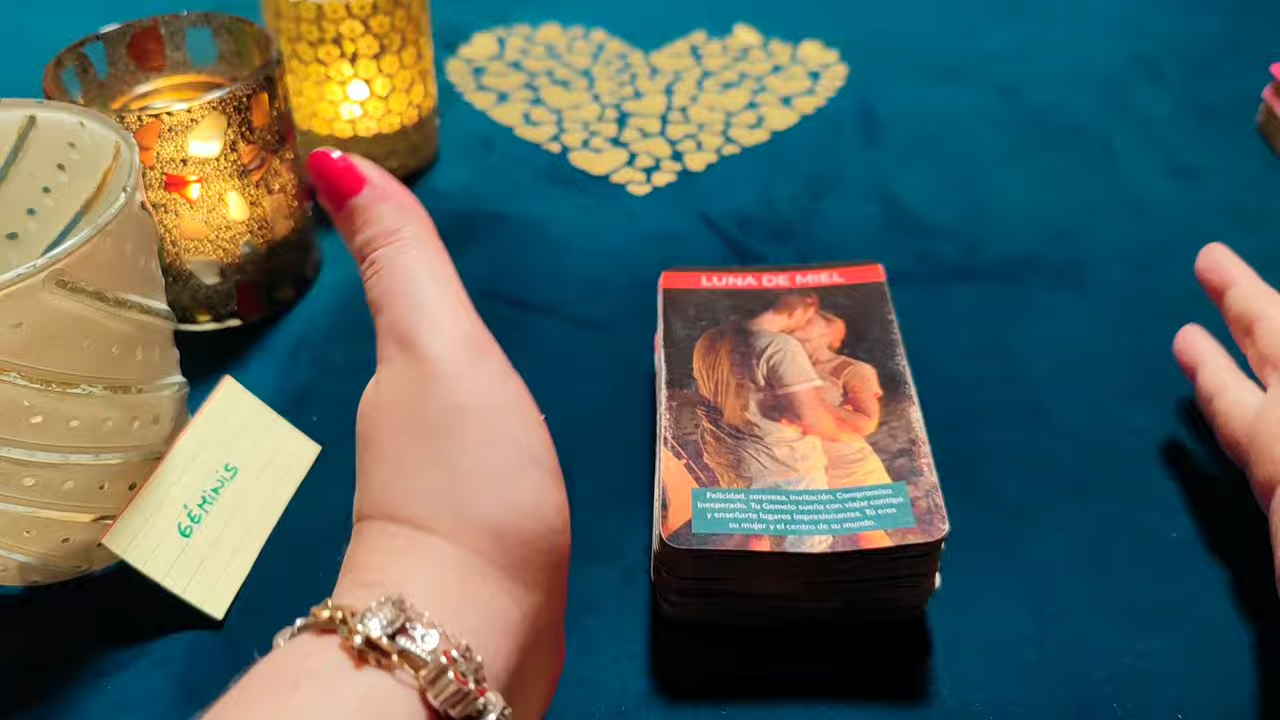 LUNA DE MIEL
Felicidad, sorpresa, invitación. Compromiso
inesperado. Tu Gemelo sueña con viajar contigo
y enseñarte lugares impresionantes. Tú eres
su mujer y el centro de su mundo.
GÉMINIS